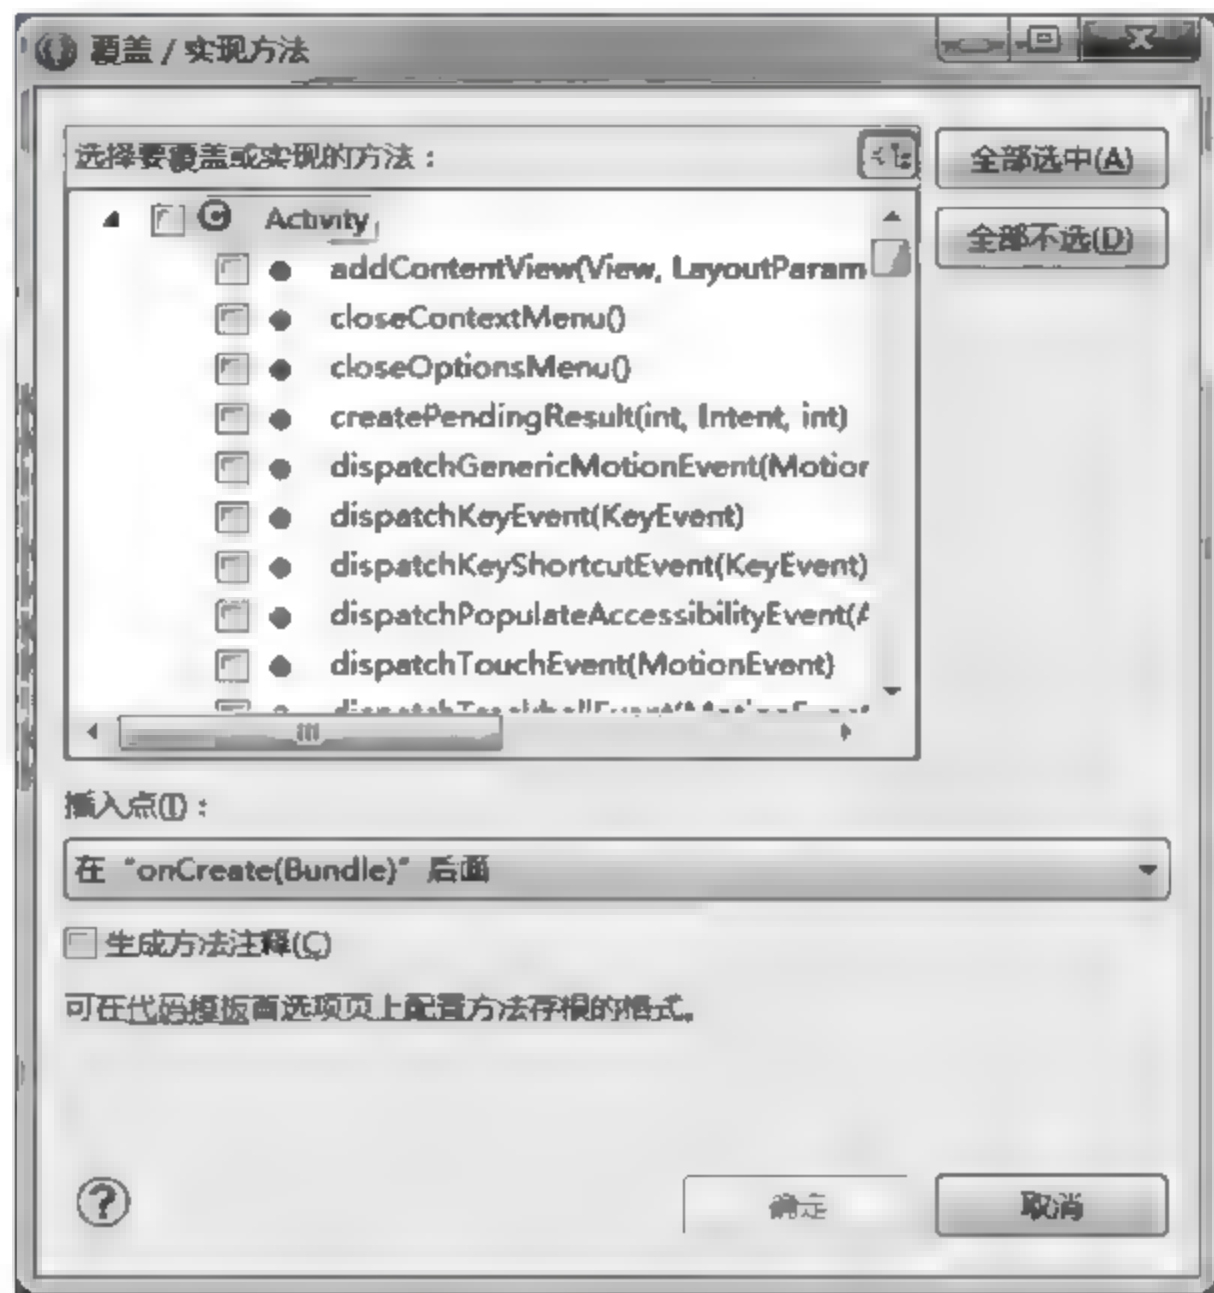 覆盖 / 实现方法
选择要覆盖或实现的方法：
全部选中(A)
全部不选(D)
Activity
addContentView(View, LayoutParam
closeContextMenu()
closeOptionsMenu()
createPendingResult(int, Intent, int)
dispatchGenericMotionEvent(Motion
dispatchKeyEvent(KeyEvent)
dispatchKeyShortcutEvent(KeyEvent)
dispatchPopulateAccessibilityEvent(A
dispatchTouchEvent(MotionEvent)
dispatchTrackballEvent(MotionEvent
插入点(I)：
在 "onCreate(Bundle)" 后面
生成方法注释(C)
可在代码模板首选项页上配置方法存根的格式。
确定
取消